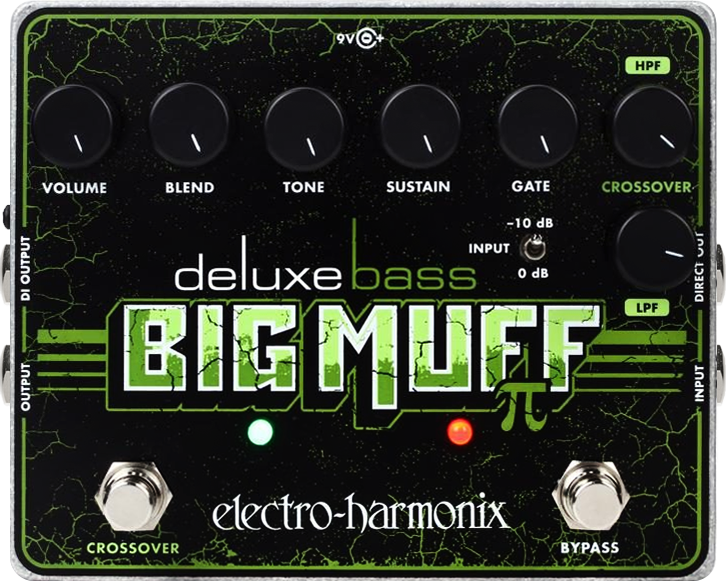 9V
HPF
VOLUME BLEND TONE SUSTAIN GATE CROSSOVER
-10 dB
INPUT
0 dB
DI OUTPUT
DIRECT OUT
deluxe bass
LPF
BIG MUFF
π
OUTPUT
INPUT
electro-harmonix
CROSSOVER
BYPASS